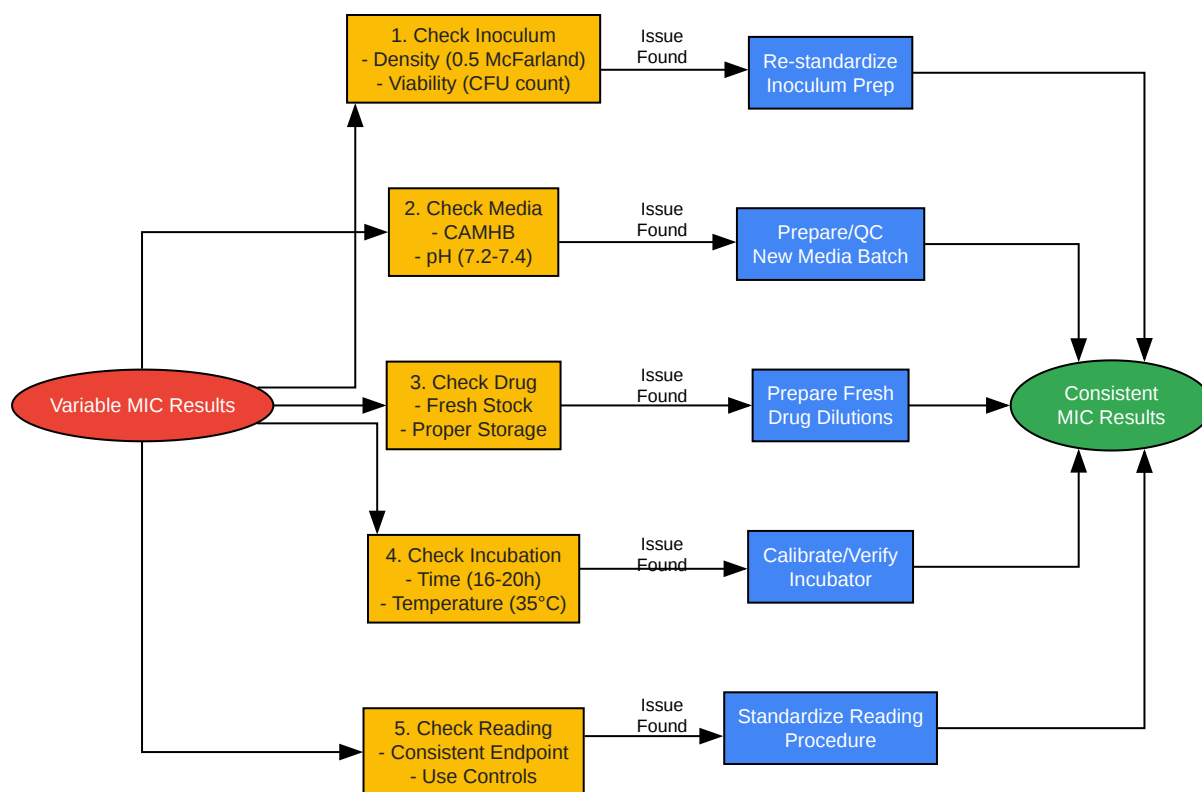 1. Check Inoculum
- Density (0.5 McFarland)
- Viability (CFU count)
Issue
Found
Re-standardize
Inoculum Prep
2. Check Media
- CAMHB
- pH (7.2-7.4)
Issue
Found
Prepare/QC
New Media Batch
Variable MIC Results
3. Check Drug
- Fresh Stock
- Proper Storage
Issue
Found
Prepare Fresh
Drug Dilutions
Consistent
MIC Results
4. Check Incubation
- Time (16-20h)
- Temperature (35°C)
Issue
Found
Calibrate/Verify
Incubator
5. Check Reading
- Consistent Endpoint
- Use Controls
Issue
Found
Standardize Reading
Procedure